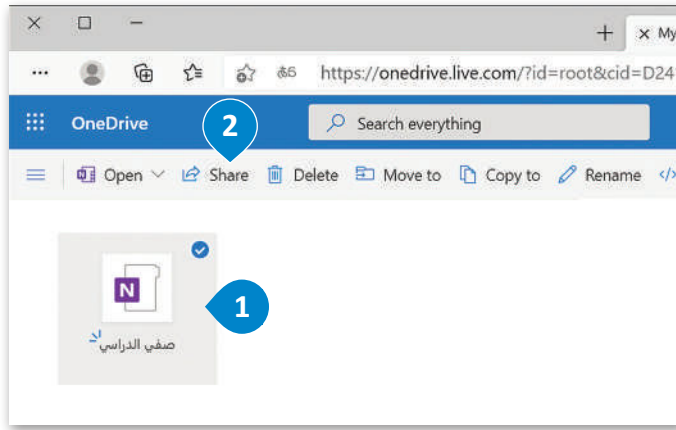 My
https://onedrive.live.com/?id=root&cid=D24
OneDrive
2
Search everything
Open
Share
Delete
Move to
Copy to
Rename
N
1
صفي الدراسي